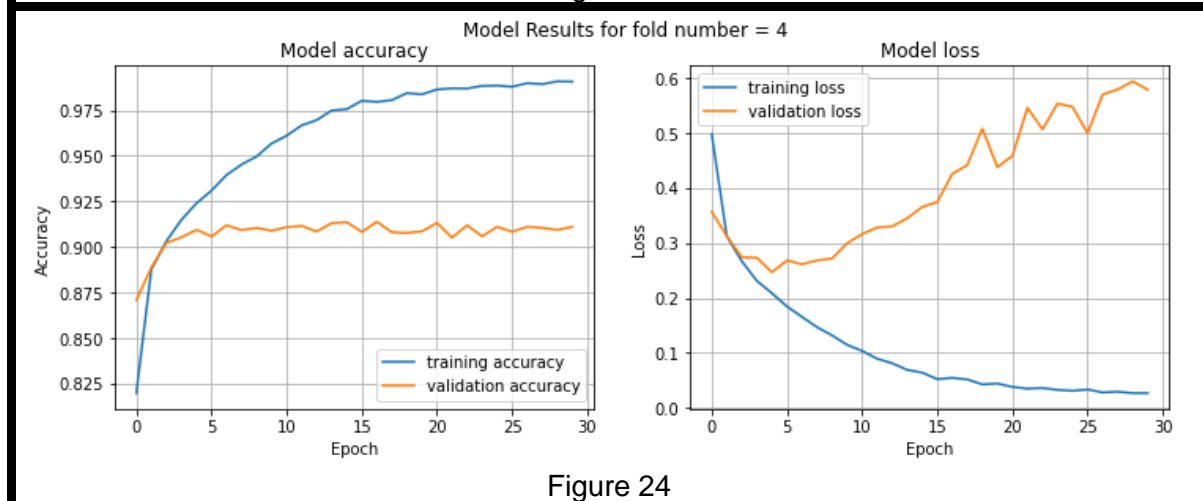 Model Results for fold number = 4
Model accuracy
0.975
0.950
0.925
0.900
0.875
0.850
0.825
Accuracy
training accuracy
validation accuracy
0 5 10 15 20 25 30
Epoch
Model loss
training loss
validation loss
0.6
0.5
0.4
0.3
0.2
0.1
0.0
Loss
0 5 10 15 20 25 30
Epoch
Figure 24